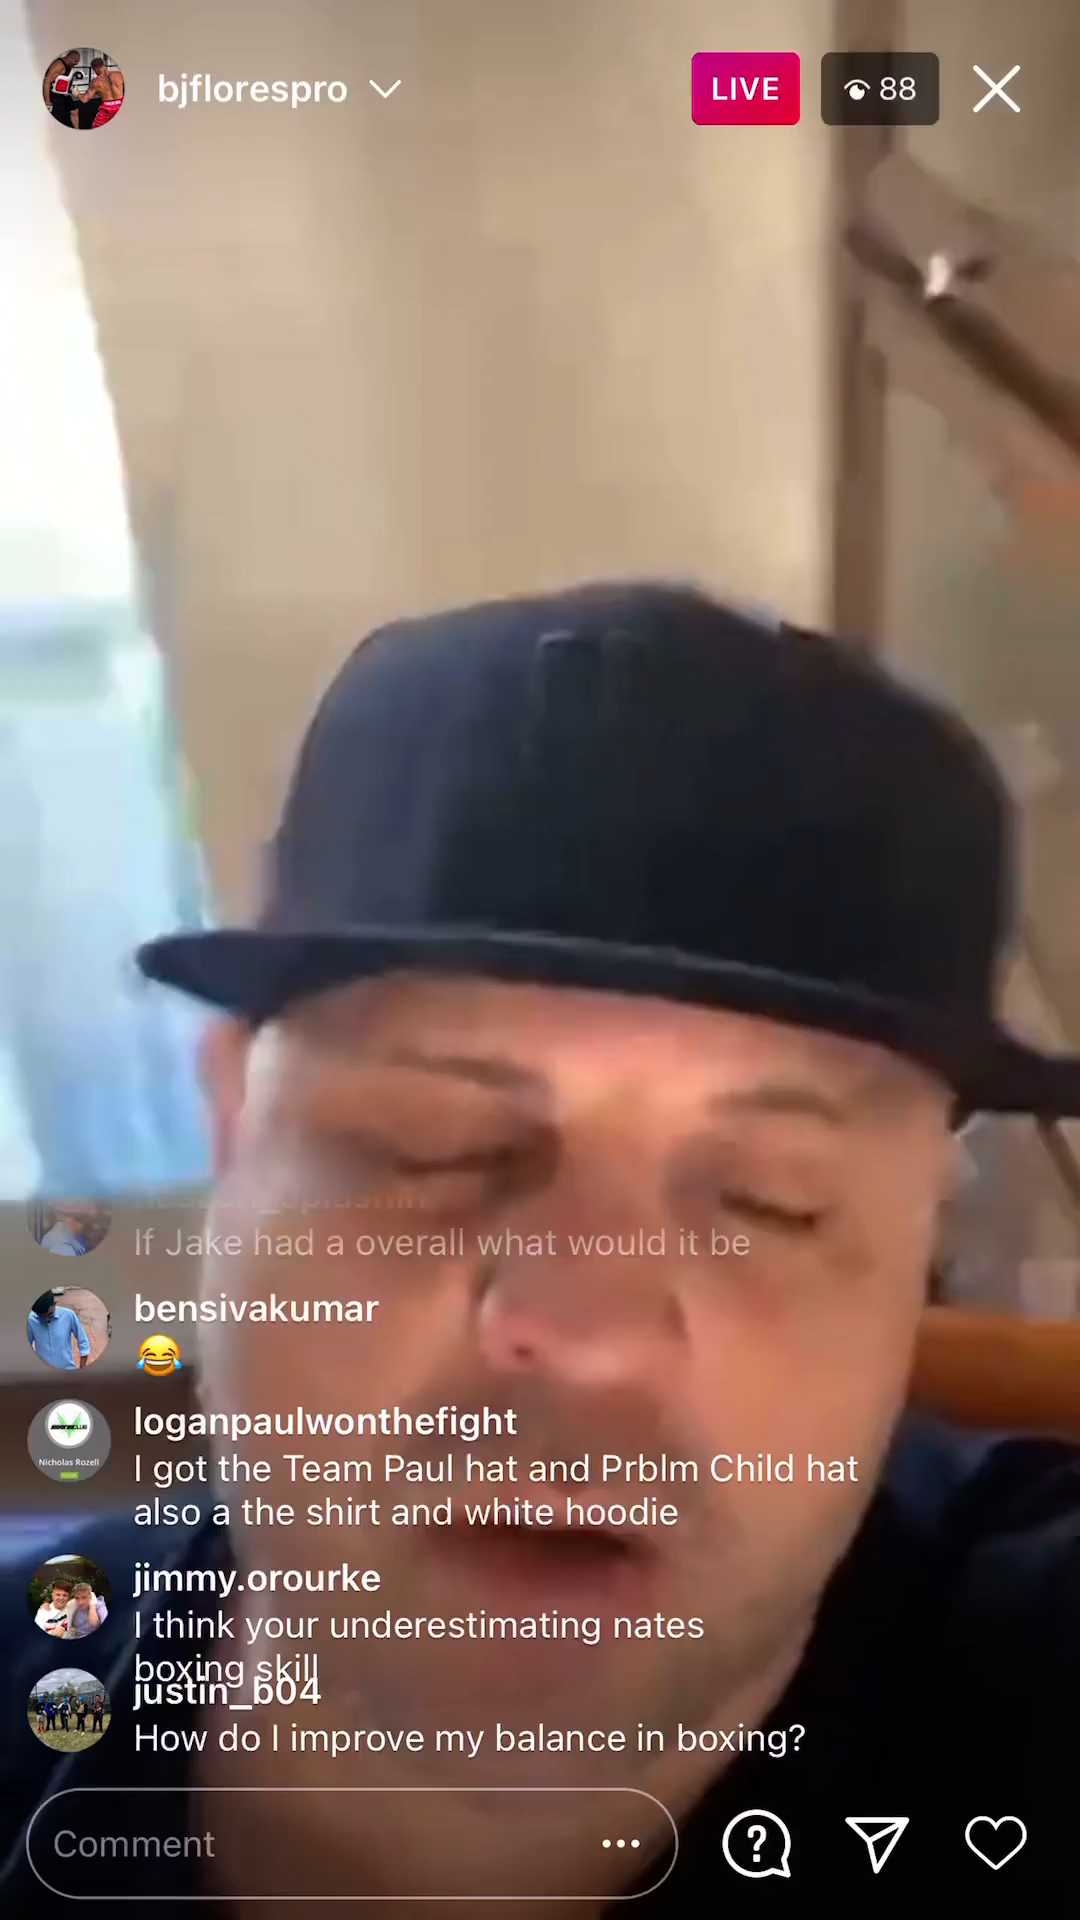 bjflorespro
LIVE
88
If Jake had a overall what would it be
bensivakumar
😂
loganpaulwonthefight
Nicholas Rozell
I got the Team Paul hat and Prblm Child hat
also a the shirt and white hoodie
jimmy.orourke
I think your underestimating nates
boxing skill
justin_b04
How do I improve my balance in boxing?
Comment